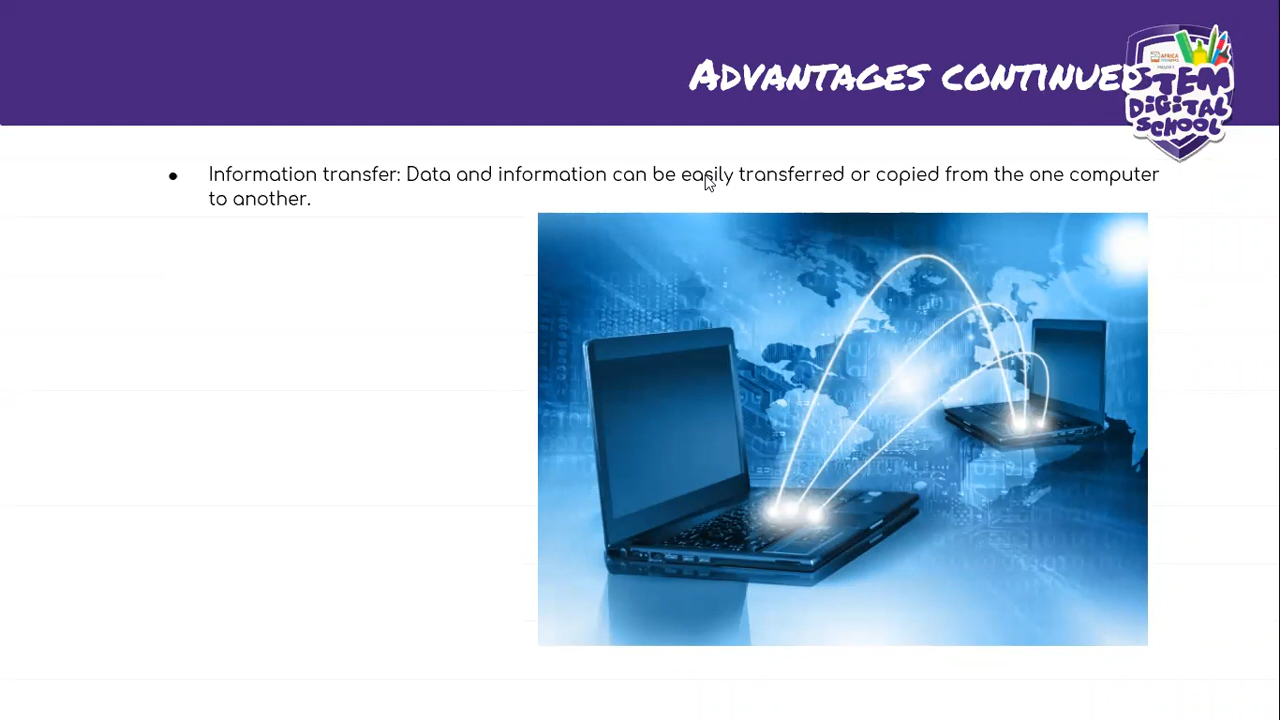 ADVANTAGES CONTINUED
STEM
DIGITAL
SCHOOL
• Information transfer: Data and information can be easily transferred or copied from the one computer
to another.